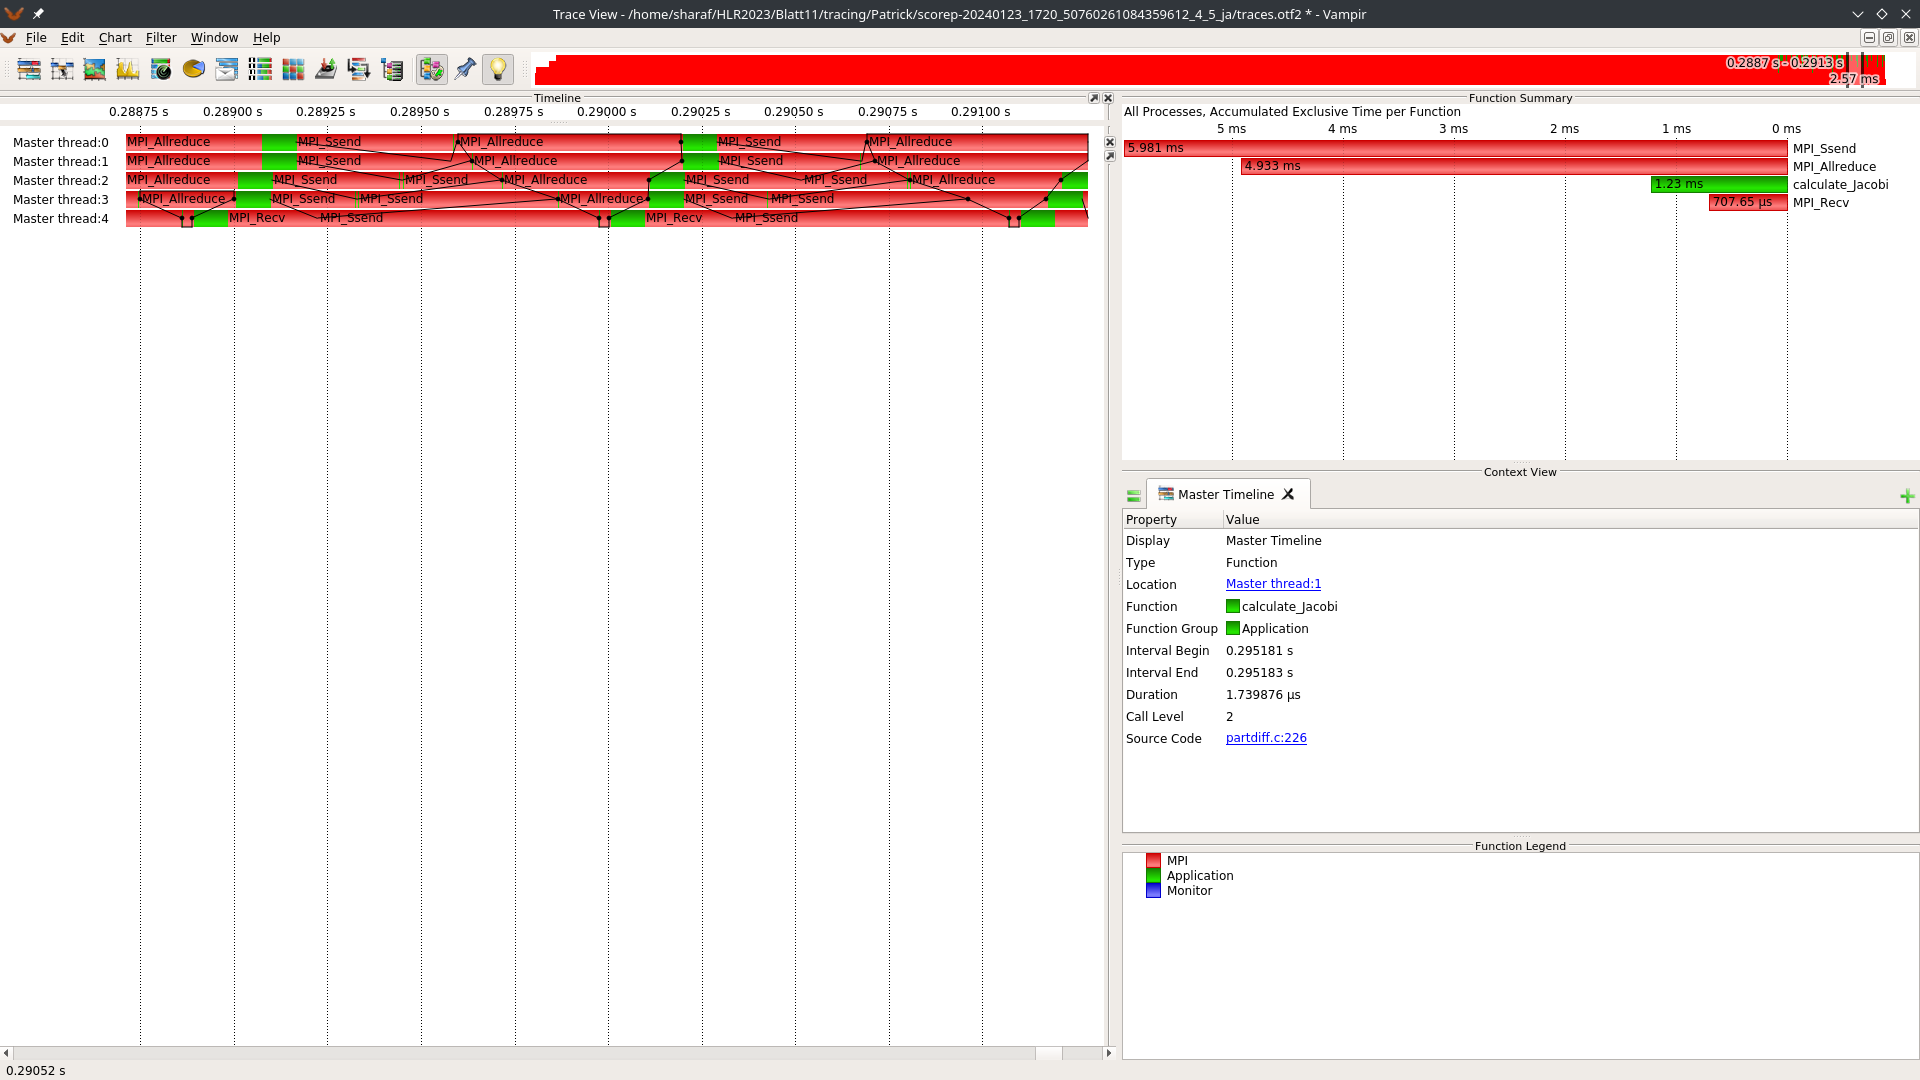 Trace View - /home/sharaf/HLR2023/Blatt11/tracing/Patrick/scorep-20240123_1720_50760261084359612_4_5_ja/traces.otf2 * - Vampir
File Edit Chart Filter Window Help
0.2887 s - 0.2913 s
2.57 ms
Timeline
0.28875 s 0.28900 s 0.28925 s 0.28950 s 0.28975 s 0.29000 s 0.29025 s 0.29050 s 0.29075 s 0.29100 s
Master thread:0 MPI_Allreduce MPI_Ssend MPI_Allreduce MPI_Ssend MPI_Allreduce
Master thread:1 MPI_Allreduce MPI_Ssend MPI_Allreduce MPI_Ssend MPI_Allreduce
Master thread:2 MPI_Allreduce MPI_Ssend MPI_Ssend MPI_Allreduce MPI_Ssend MPI_Ssend MPI_Allreduce
Master thread:3 MPI_Allreduce MPI_Ssend MPI_Ssend MPI_Allreduce MPI_Ssend MPI_Ssend
Master thread:4 MPI_Recv MPI_Ssend MPI_Recv MPI_Ssend
0.29052 s
Function Summary
All Processes, Accumulated Exclusive Time per Function
5 ms 4 ms 3 ms 2 ms 1 ms 0 ms
5.981 ms MPI_Ssend
4.933 ms MPI_Allreduce
1.23 ms calculate_Jacobi
707.65 µs MPI_Recv
Context View
Master Timeline
Property Value
Display Master Timeline
Type Function
Location Master thread:1
Function calculate_Jacobi
Function Group Application
Interval Begin 0.295181 s
Interval End 0.295183 s
Duration 1.739876 µs
Call Level 2
Source Code partdiff.c:226
Function Legend
MPI
Application
Monitor